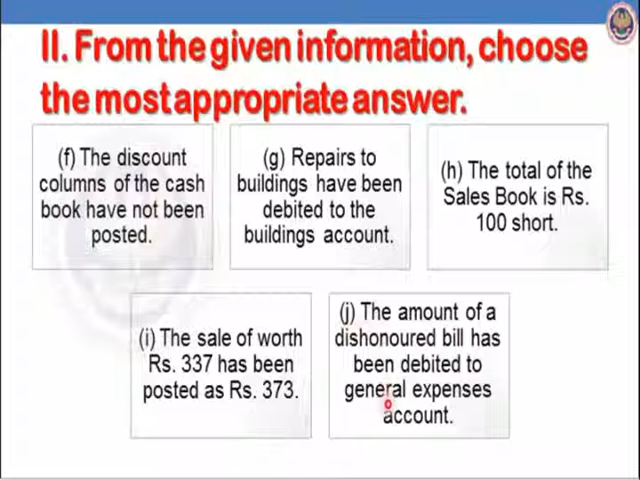 II. From the given information, choose
the most appropriate answer.
(f) The discount
columns of the cash
book have not been
posted.
(g) Repairs to
buildings have been
debited to the
buildings account.
(h) The total of the
Sales Book is Rs.
100 short.
(i) The sale of worth
Rs. 337 has been
posted as Rs. 373.
(j) The amount of a
dishonoured bill has
been debited to
general expenses
account.